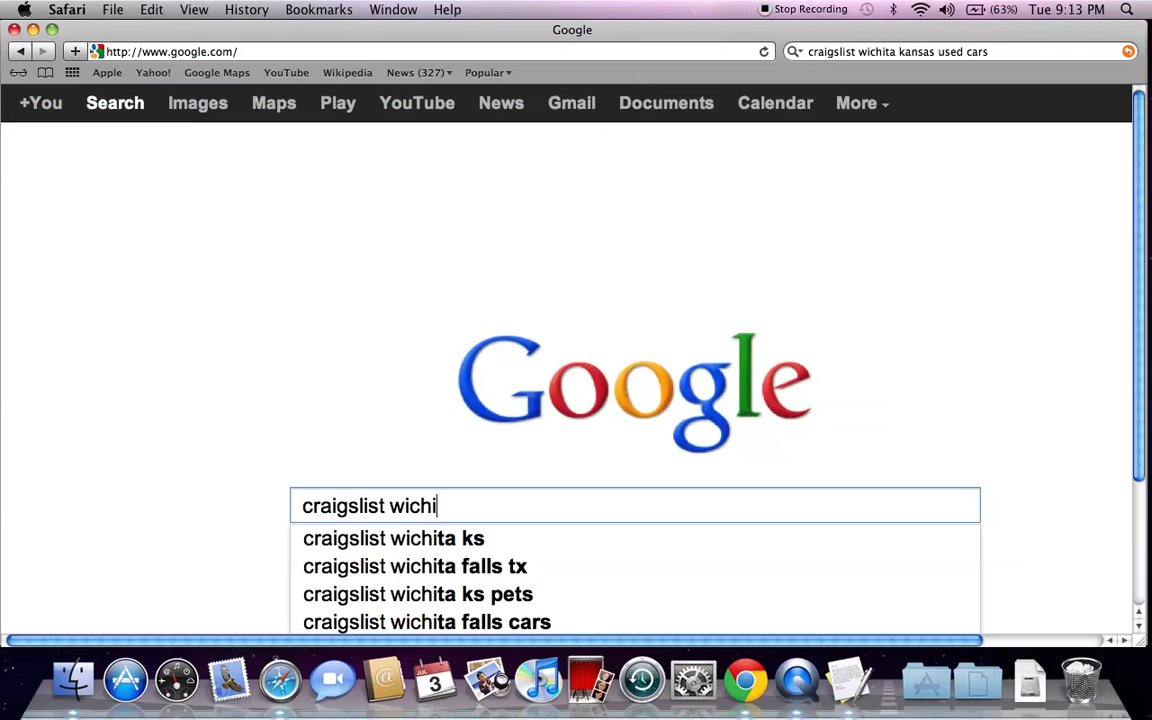 Safari File Edit View History Bookmarks Window Help Stop Recording (63%) Tue 9:13 PM
Google
http://www.google.com/ craigslist wichita kansas used cars
Apple Yahoo! Google Maps YouTube Wikipedia News (327) Popular
+You Search Images Maps Play YouTube News Gmail Documents Calendar More
Google
craigslist wichi
craigslist wichita ks
craigslist wichita falls tx
craigslist wichita ks pets
craigslist wichita falls cars
JUL
3